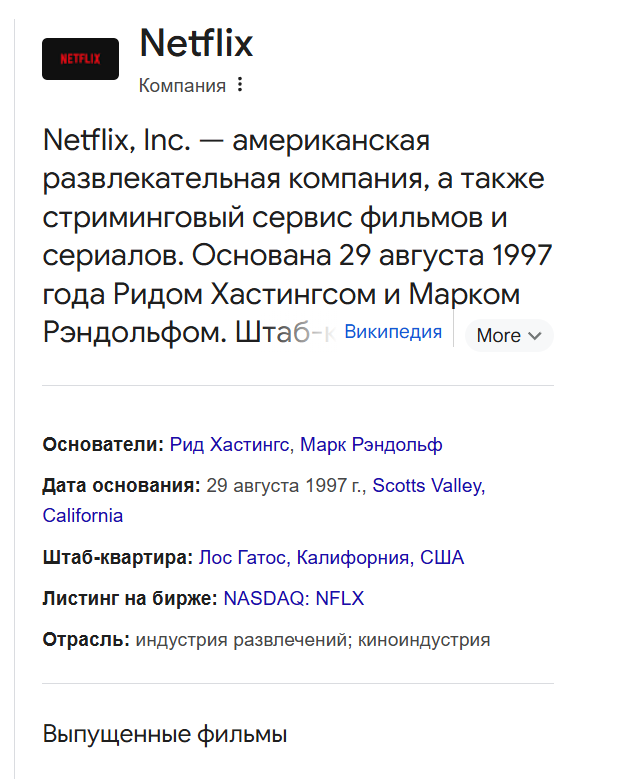 NETFLIX
Netflix
Компания
Netflix, Inc. — американская
развлекательная компания, а также
стриминговый сервис фильмов и
сериалов. Основана 29 августа 1997
года Ридом Хастингсом и Марком
Рэндольфом. Штаб-к Википедия More
Основатели: Рид Хастингс, Марк Рэндольф
Дата основания: 29 августа 1997 г., Scotts Valley,
California
Штаб-квартира: Лос Гатос, Калифорния, США
Листинг на бирже: NASDAQ: NFLX
Отрасль: индустрия развлечений; киноиндустрия
Выпущенные фильмы